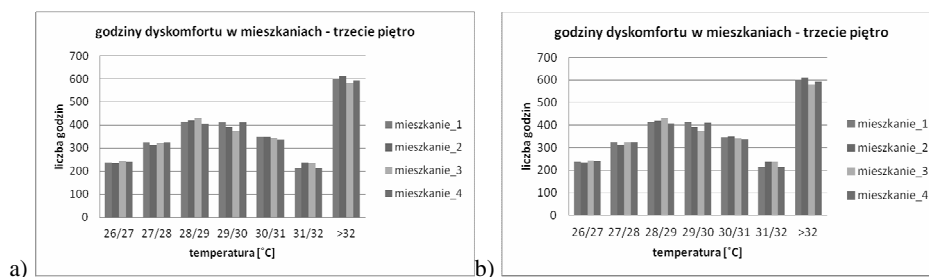 godziny dyskomfortu w mieszkaniach - trzecie piętro
700
600
500
400
300
200
100
0
liczba godzin
26/27 27/28 28/29 29/30 30/31 31/32 >32
temperatura [˚C]
mieszkanie_1
mieszkanie_2
mieszkanie_3
mieszkanie_4
a)
godziny dyskomfortu w mieszkaniach - trzecie piętro
700
600
500
400
300
200
100
0
liczba godzin
26/27 27/28 28/29 29/30 30/31 31/32 >32
temperatura [˚C]
mieszkanie_1
mieszkanie_2
mieszkanie_3
mieszkanie_4
b)